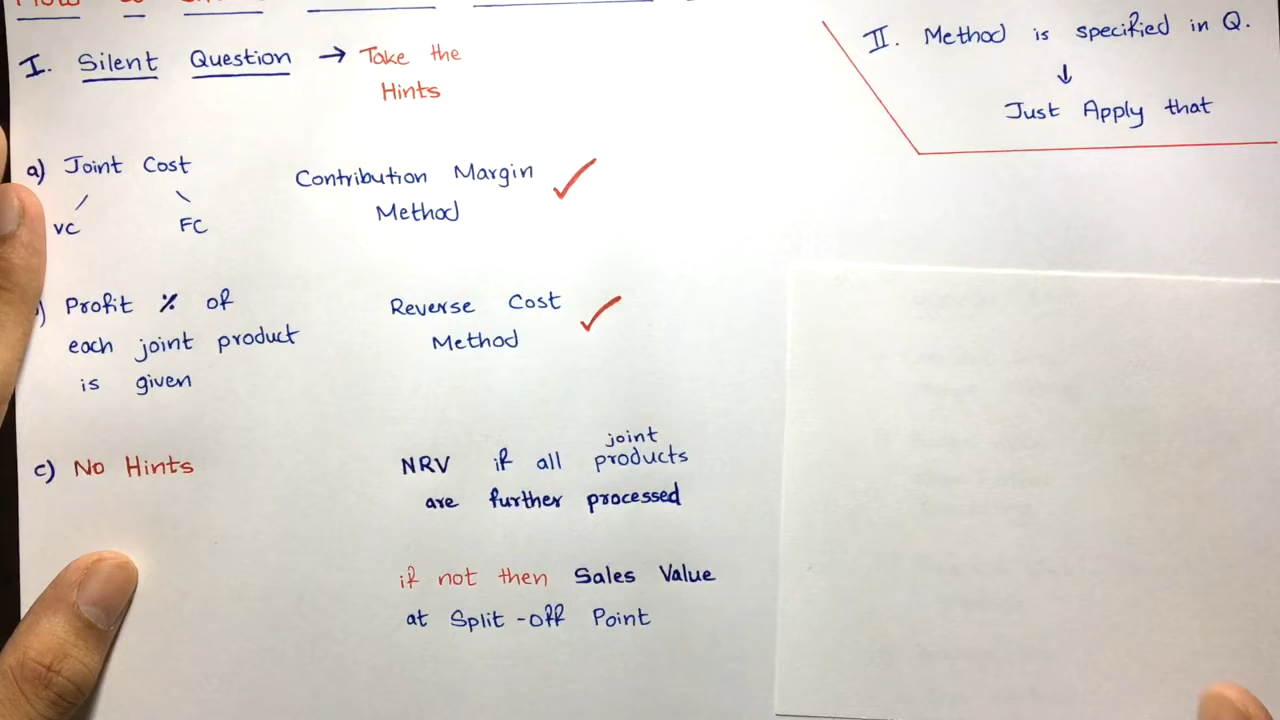 I. Silent Question → Take the
Hints
a) Joint Cost
VC FC
Contribution Margin
Method
) Profit % of
each joint product
is given
Reverse Cost
Method
c) No Hints
NRV if all joint products
are further processed
if not then Sales Value
at Split-off Point
II. Method is specified in Q.
↓
Just Apply that